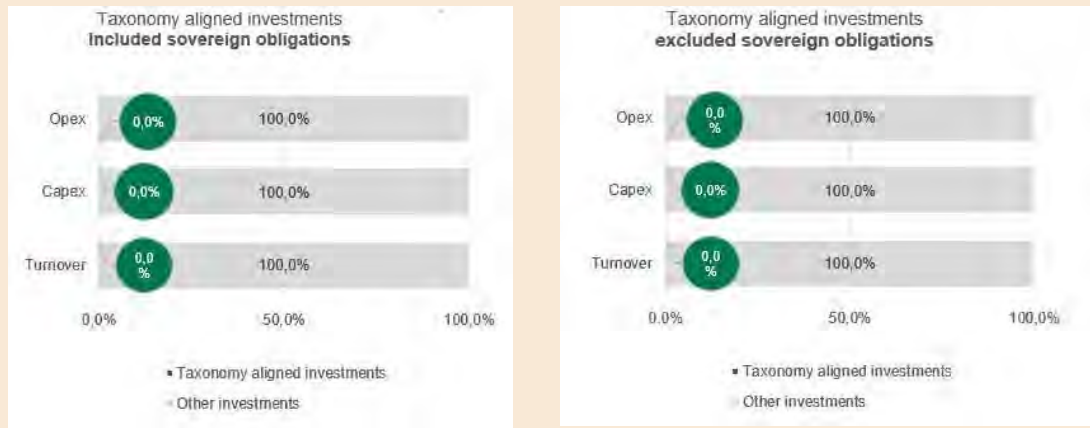 Taxonomy aligned investments
Included sovereign obligations
Opex
0,0%
100,0%
Capex
0,0%
100,0%
Turnover
0,0
%
100,0%
0,0%
50,0%
100,0%
Taxonomy aligned investments
Other investments
Taxonomy aligned investments
excluded sovereign obligations
Opex
0,0
%
100,0%
Capex
0,0%
100,0%
Turnover
0,0
%
100,0%
0.0%
50,0%
100,0%
Taxonomy aligned investments
Other investments